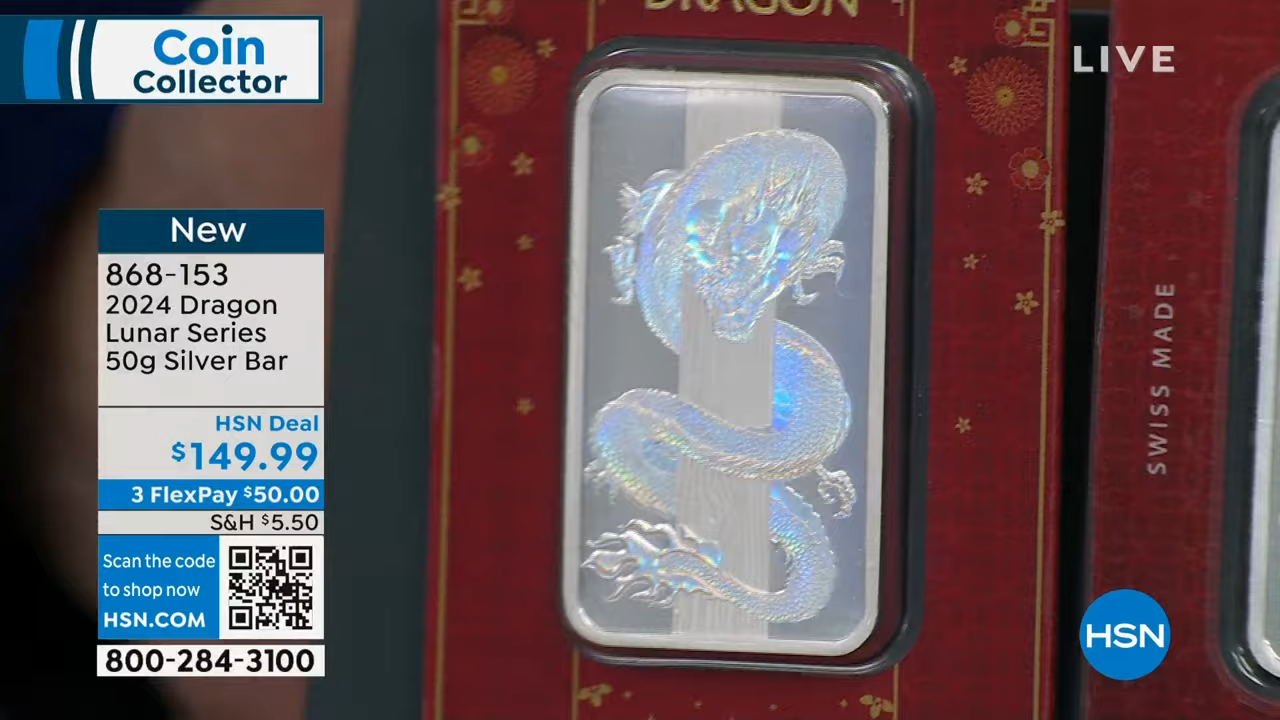 Coin
Collector
DRAGON
LIVE
New
868-153
2024 Dragon
Lunar Series
50g Silver Bar
HSN Deal
$149.99
3 FlexPay $50.00
S&H $5.50
Scan the code
to shop now
HSN.COM
800-284-3100
SWISS MADE
HSN